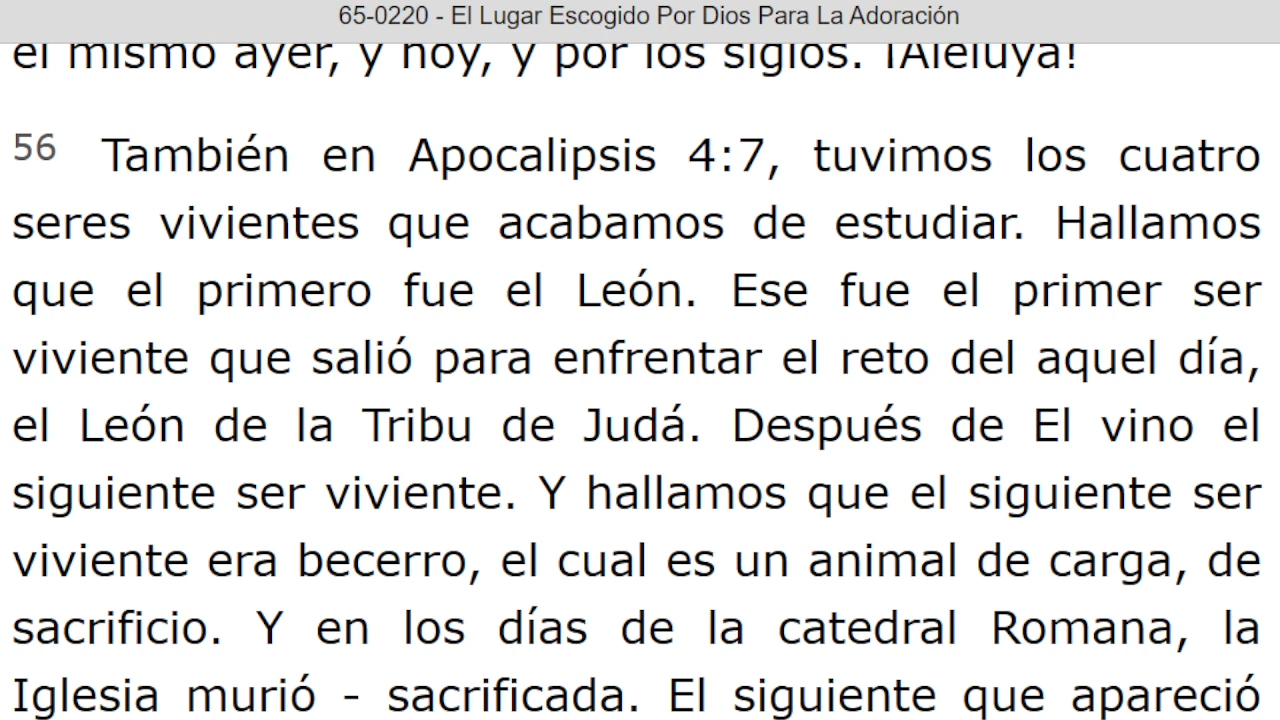 65-0220 - El Lugar Escogido Por Dios Para La Adoración
el mismo ayer, y hoy, y por los siglos. ¡Aleluya!
56 También en Apocalipsis 4:7, tuvimos los cuatro
seres vivientes que acabamos de estudiar. Hallamos
que el primero fue el León. Ese fue el primer ser
viviente que salió para enfrentar el reto del aquel día,
el León de la Tribu de Judá. Después de El vino el
siguiente ser viviente. Y hallamos que el siguiente ser
viviente era becerro, el cual es un animal de carga, de
sacrificio. Y en los días de la catedral Romana, la
Iglesia murió - sacrificada. El siguiente que apareció